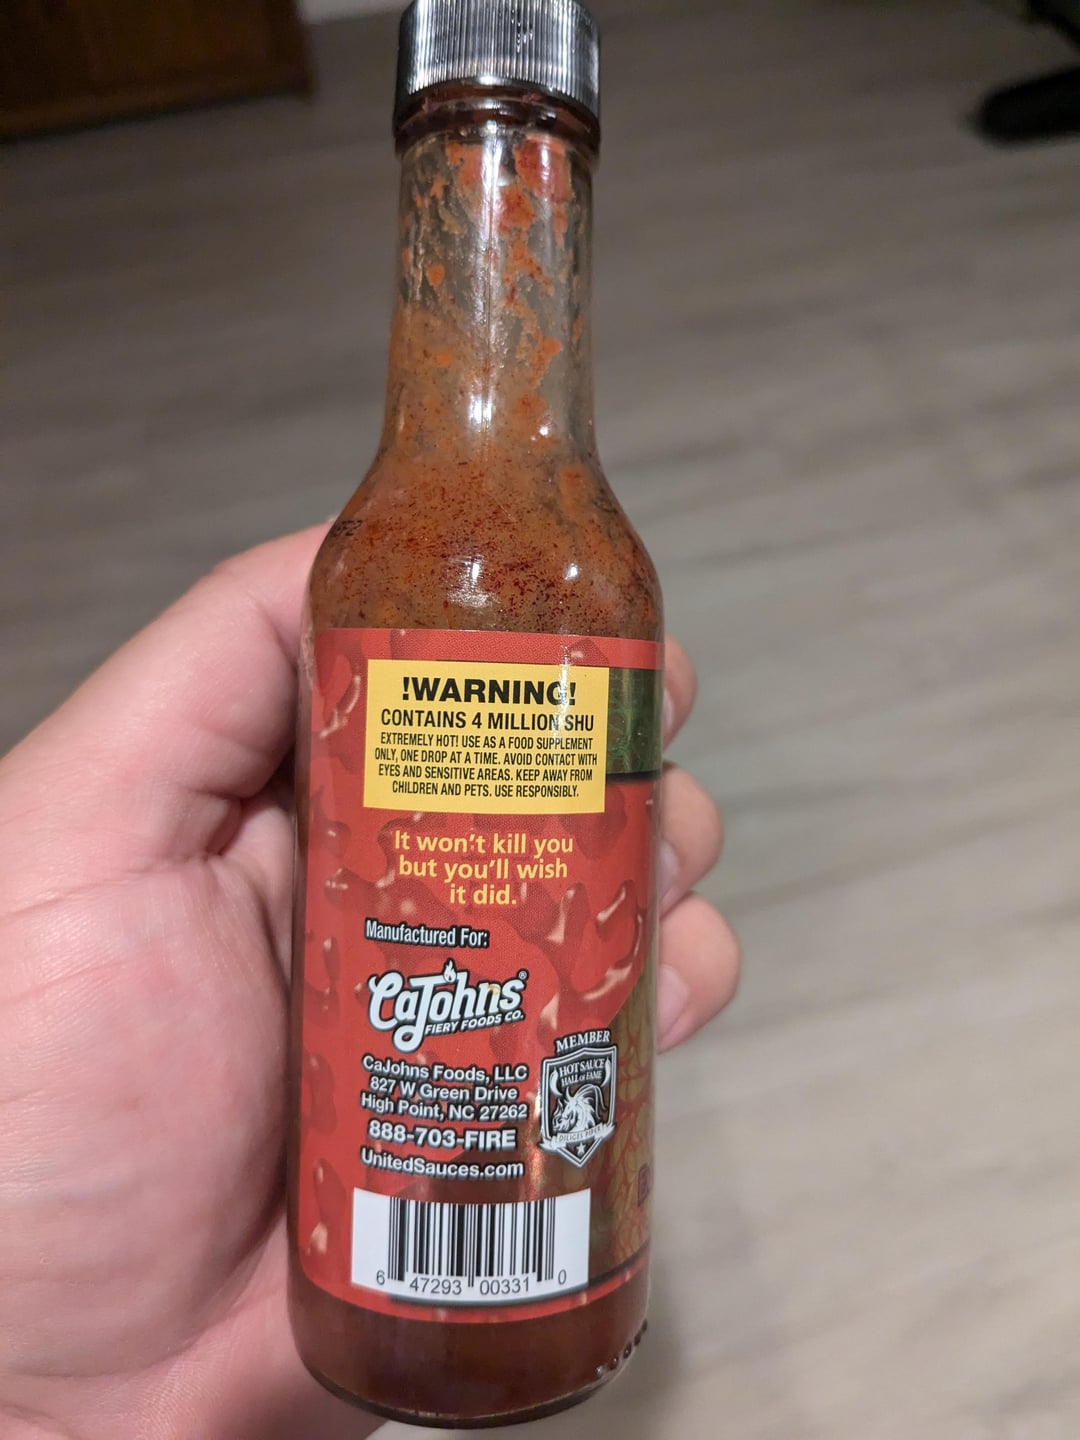 !WARNING!
CONTAINS 4 MILLION SHU
EXTREMELY HOT! USE AS A FOOD SUPPLEMENT
ONLY, ONE DROP AT A TIME. AVOID CONTACT WITH
EYES AND SENSITIVE AREAS. KEEP AWAY FROM
CHILDREN AND PETS. USE RESPONSIBLY.
It won't kill you
but you'll wish
it did.
Manufactured For:
CaJohns®
FIERY FOODS CO.
CaJohns Foods, LLC
827 W Green Drive
High Point, NC 27262
888-703-FIRE
UnitedSauces.com
MEMBER
HOT SAUCE
HALL of FAME
6 47293 00331 0